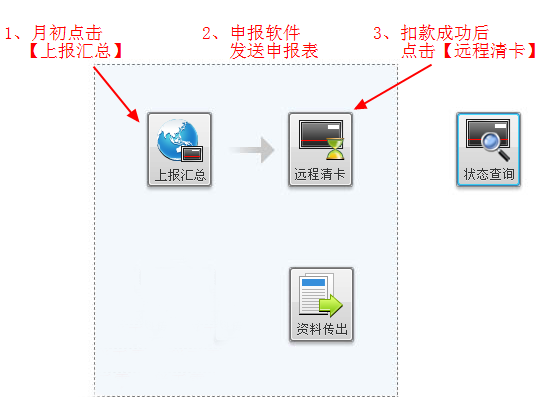 1、月初点击
【上报汇总】
2、申报软件
发送申报表
3、扣款成功后
点击【远程清卡】
上报汇总
远程清卡
状态查询
资料传出